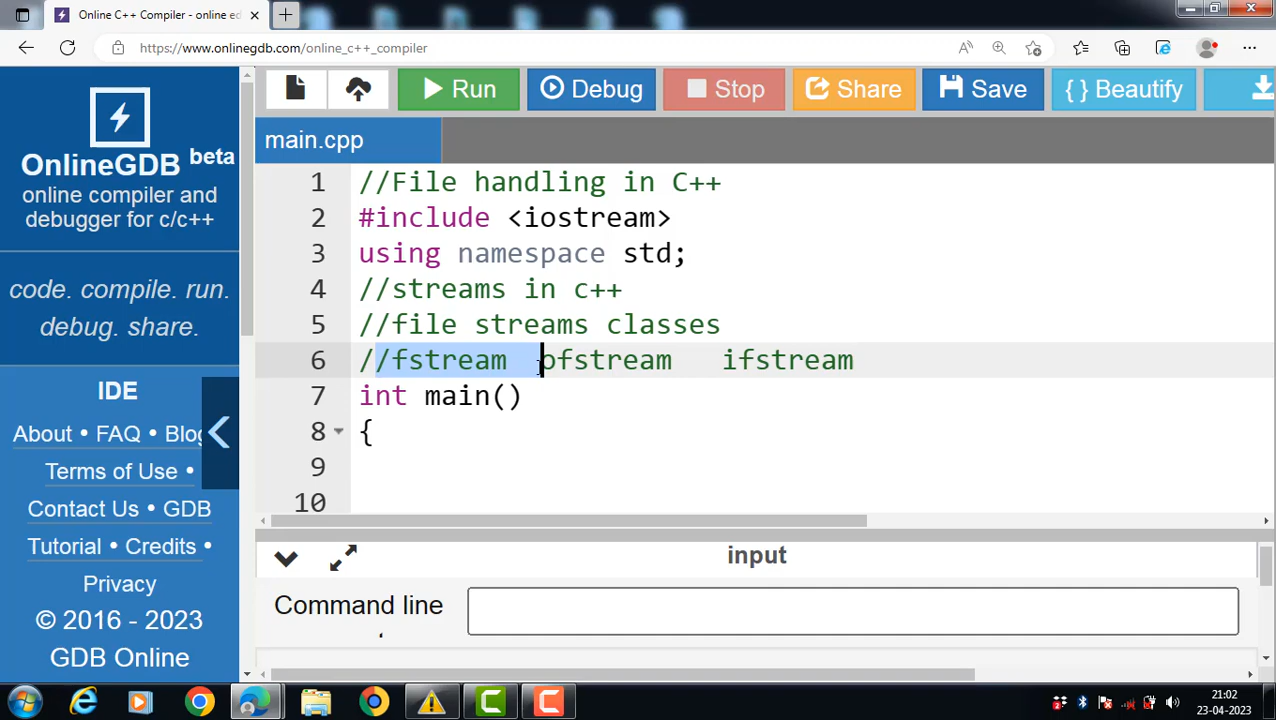 Online C++ Compiler - online ed
https://www.onlinegdb.com/online_c++_compiler
OnlineGDB beta
online compiler and
debugger for c/c++
code. compile. run.
debug. share.
IDE
About • FAQ • Blog
Terms of Use •
Contact Us • GDB
Tutorial • Credits •
Privacy
© 2016 - 2023
GDB Online
Run
Debug
Stop
Share
Save
{ } Beautify
main.cpp
1 //File handling in C++
2 #include <iostream>
3 using namespace std;
4 //streams in c++
5 //file streams classes
6 //fstream ofstream ifstream
7 int main()
8 {
9
10
input
Command line
21:02
23-04-2023